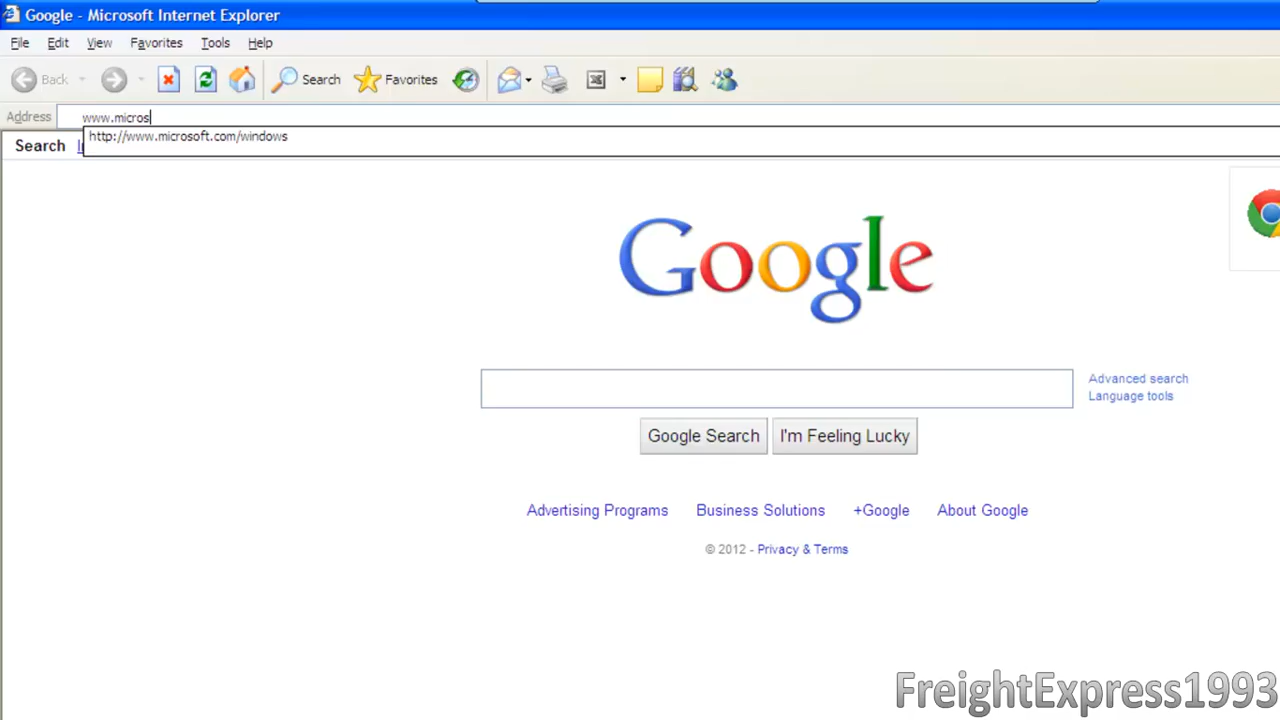 Google - Microsoft Internet Explorer
File Edit View Favorites Tools Help
Back Search Favorites
Address www.micros
http://www.microsoft.com/windows
Search
Google
Advanced search
Language tools
Google Search I'm Feeling Lucky
Advertising Programs Business Solutions +Google About Google
© 2012 - Privacy & Terms
FreightExpress1993